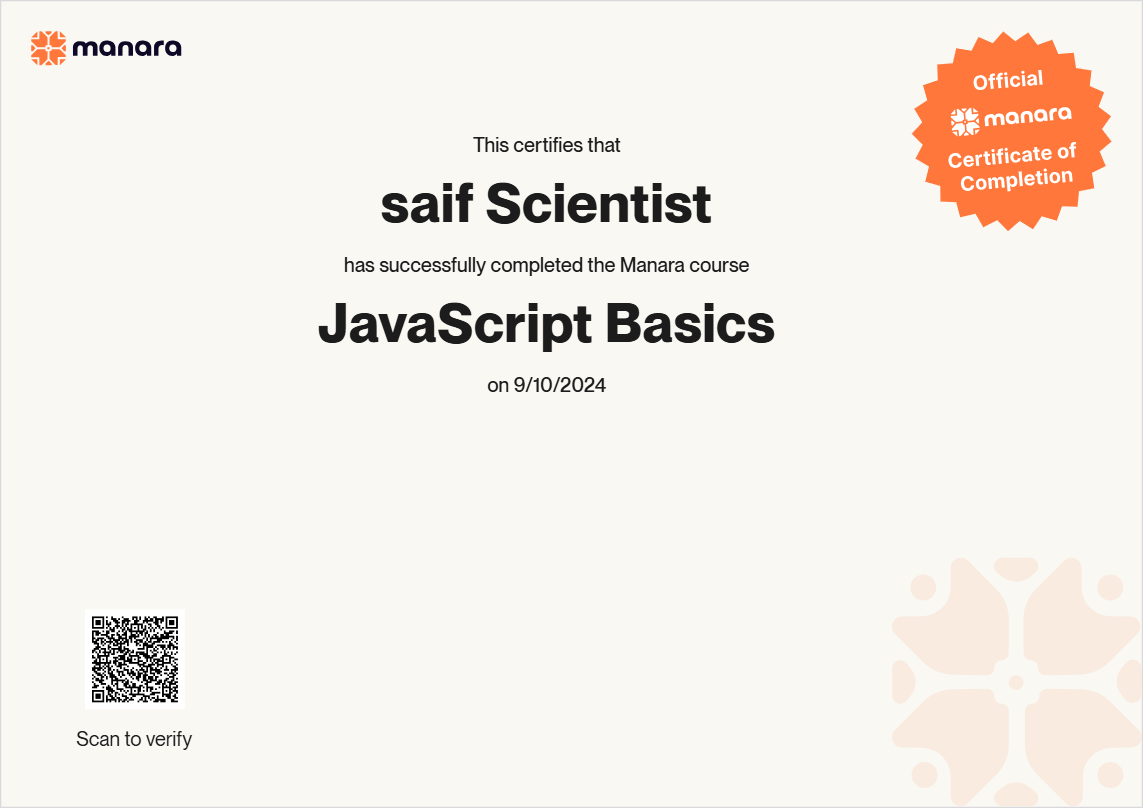 manara
Official
manara
Certificate of
Completion
This certifies that
saif Scientist
has successfully completed the Manara course
JavaScript Basics
on 9/10/2024
Scan to verify